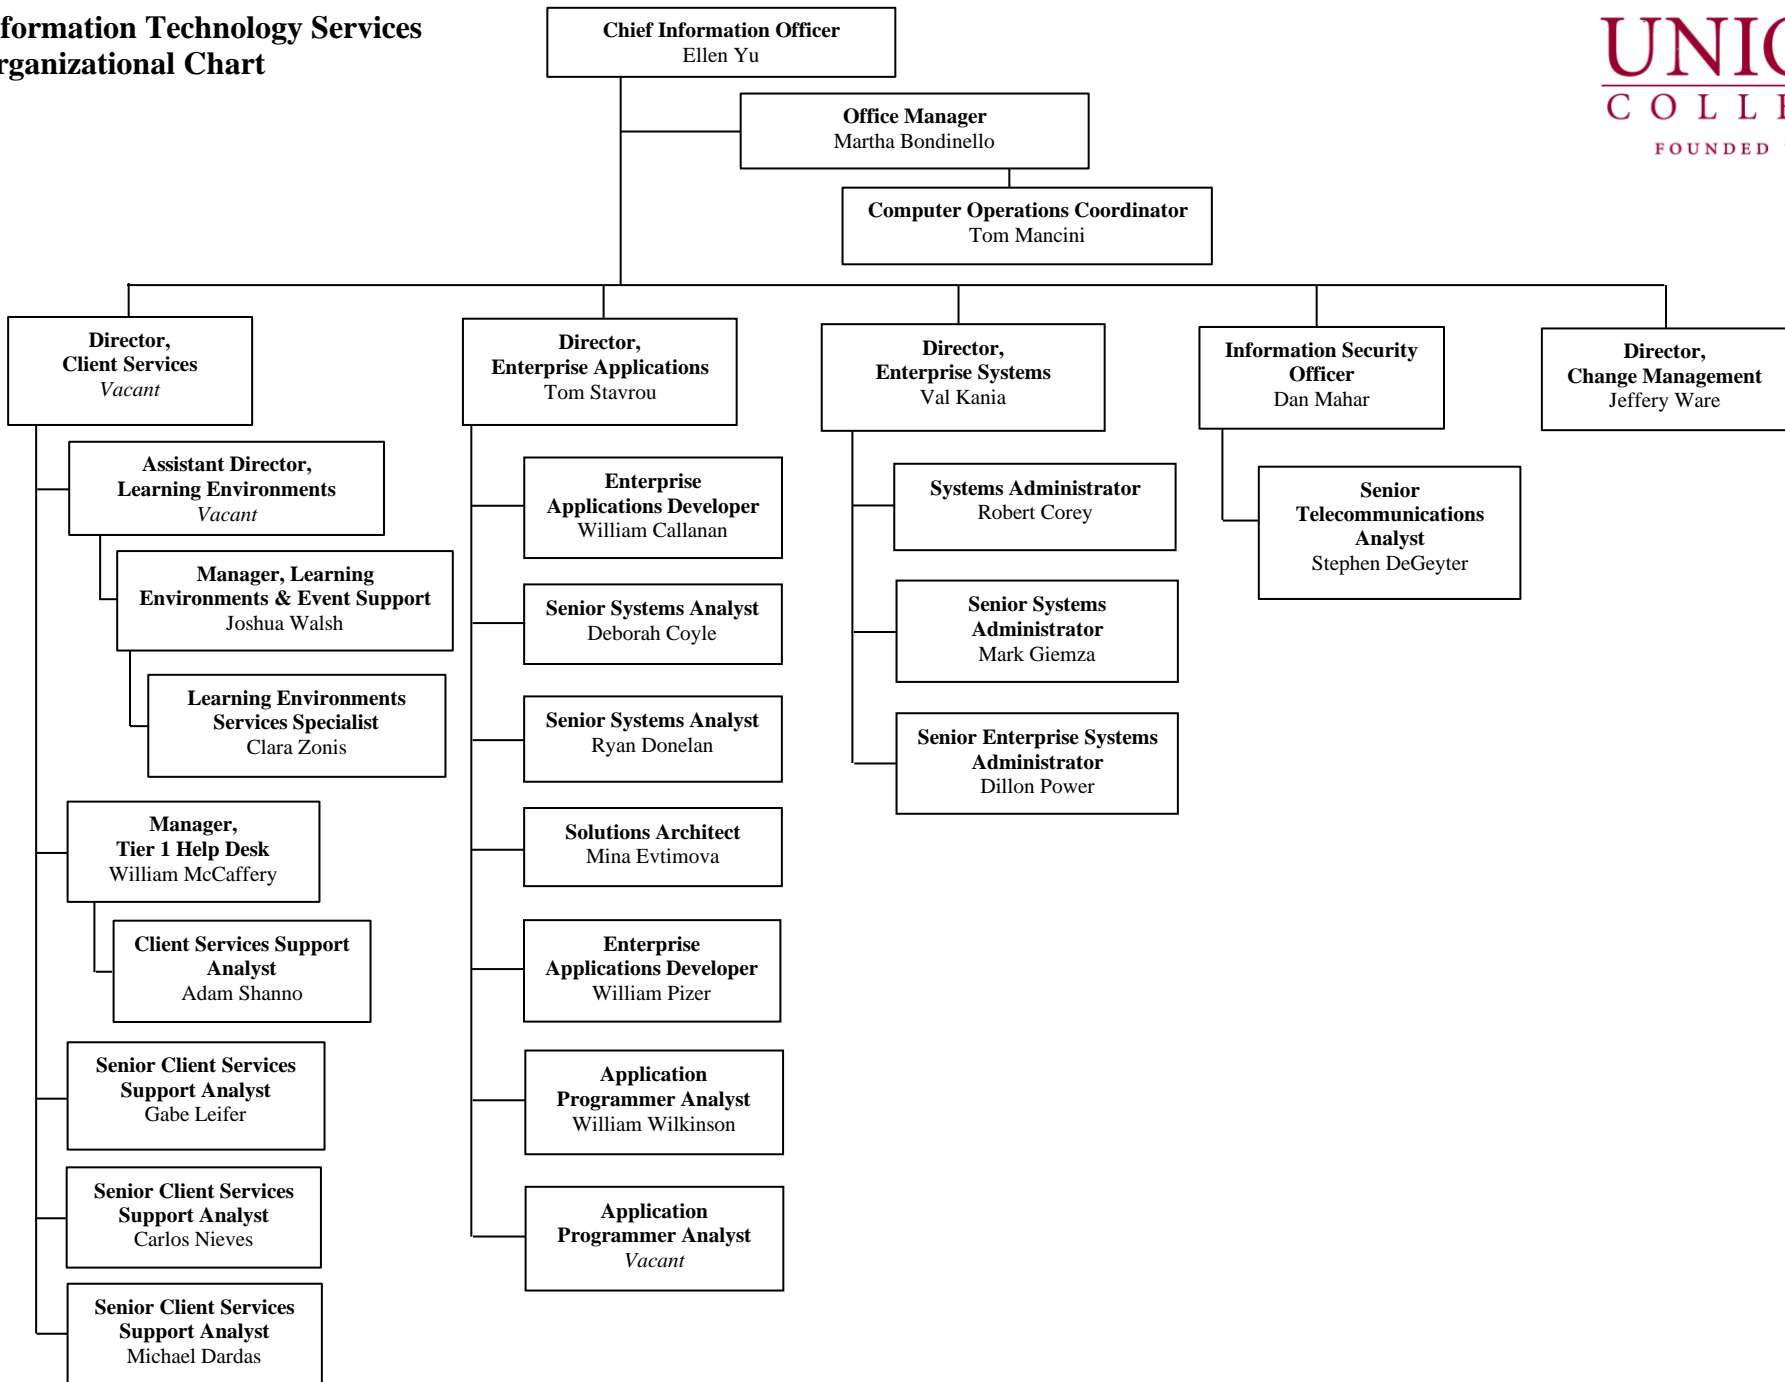 nformation Technology Services
rganizational Chart
UNIO
COLLE
FOUNDED
Chief Information Officer
Ellen Yu
Office Manager
Martha Bondinello
Computer Operations Coordinator
Tom Mancini
Director,
Client Services
Vacant
Assistant Director,
Learning Environments
Vacant
Manager, Learning
Environments & Event Support
Joshua Walsh
Learning Environments
Services Specialist
Clara Zonis
Manager,
Tier 1 Help Desk
William McCaffery
Client Services Support
Analyst
Adam Shanno
Senior Client Services
Support Analyst
Gabe Leifer
Senior Client Services
Support Analyst
Carlos Nieves
Senior Client Services
Support Analyst
Michael Dardas
Director,
Enterprise Applications
Tom Stavrou
Enterprise
Applications Developer
William Callanan
Senior Systems Analyst
Deborah Coyle
Senior Systems Analyst
Ryan Donelan
Solutions Architect
Mina Evtimova
Enterprise
Applications Developer
William Pizer
Application
Programmer Analyst
William Wilkinson
Application
Programmer Analyst
Vacant
Director,
Enterprise Systems
Val Kania
Systems Administrator
Robert Corey
Senior Systems
Administrator
Mark Giemza
Senior Enterprise Systems
Administrator
Dillon Power
Information Security
Officer
Dan Mahar
Senior
Telecommunications
Analyst
Stephen DeGeyter
Director,
Change Management
Jeffery Ware